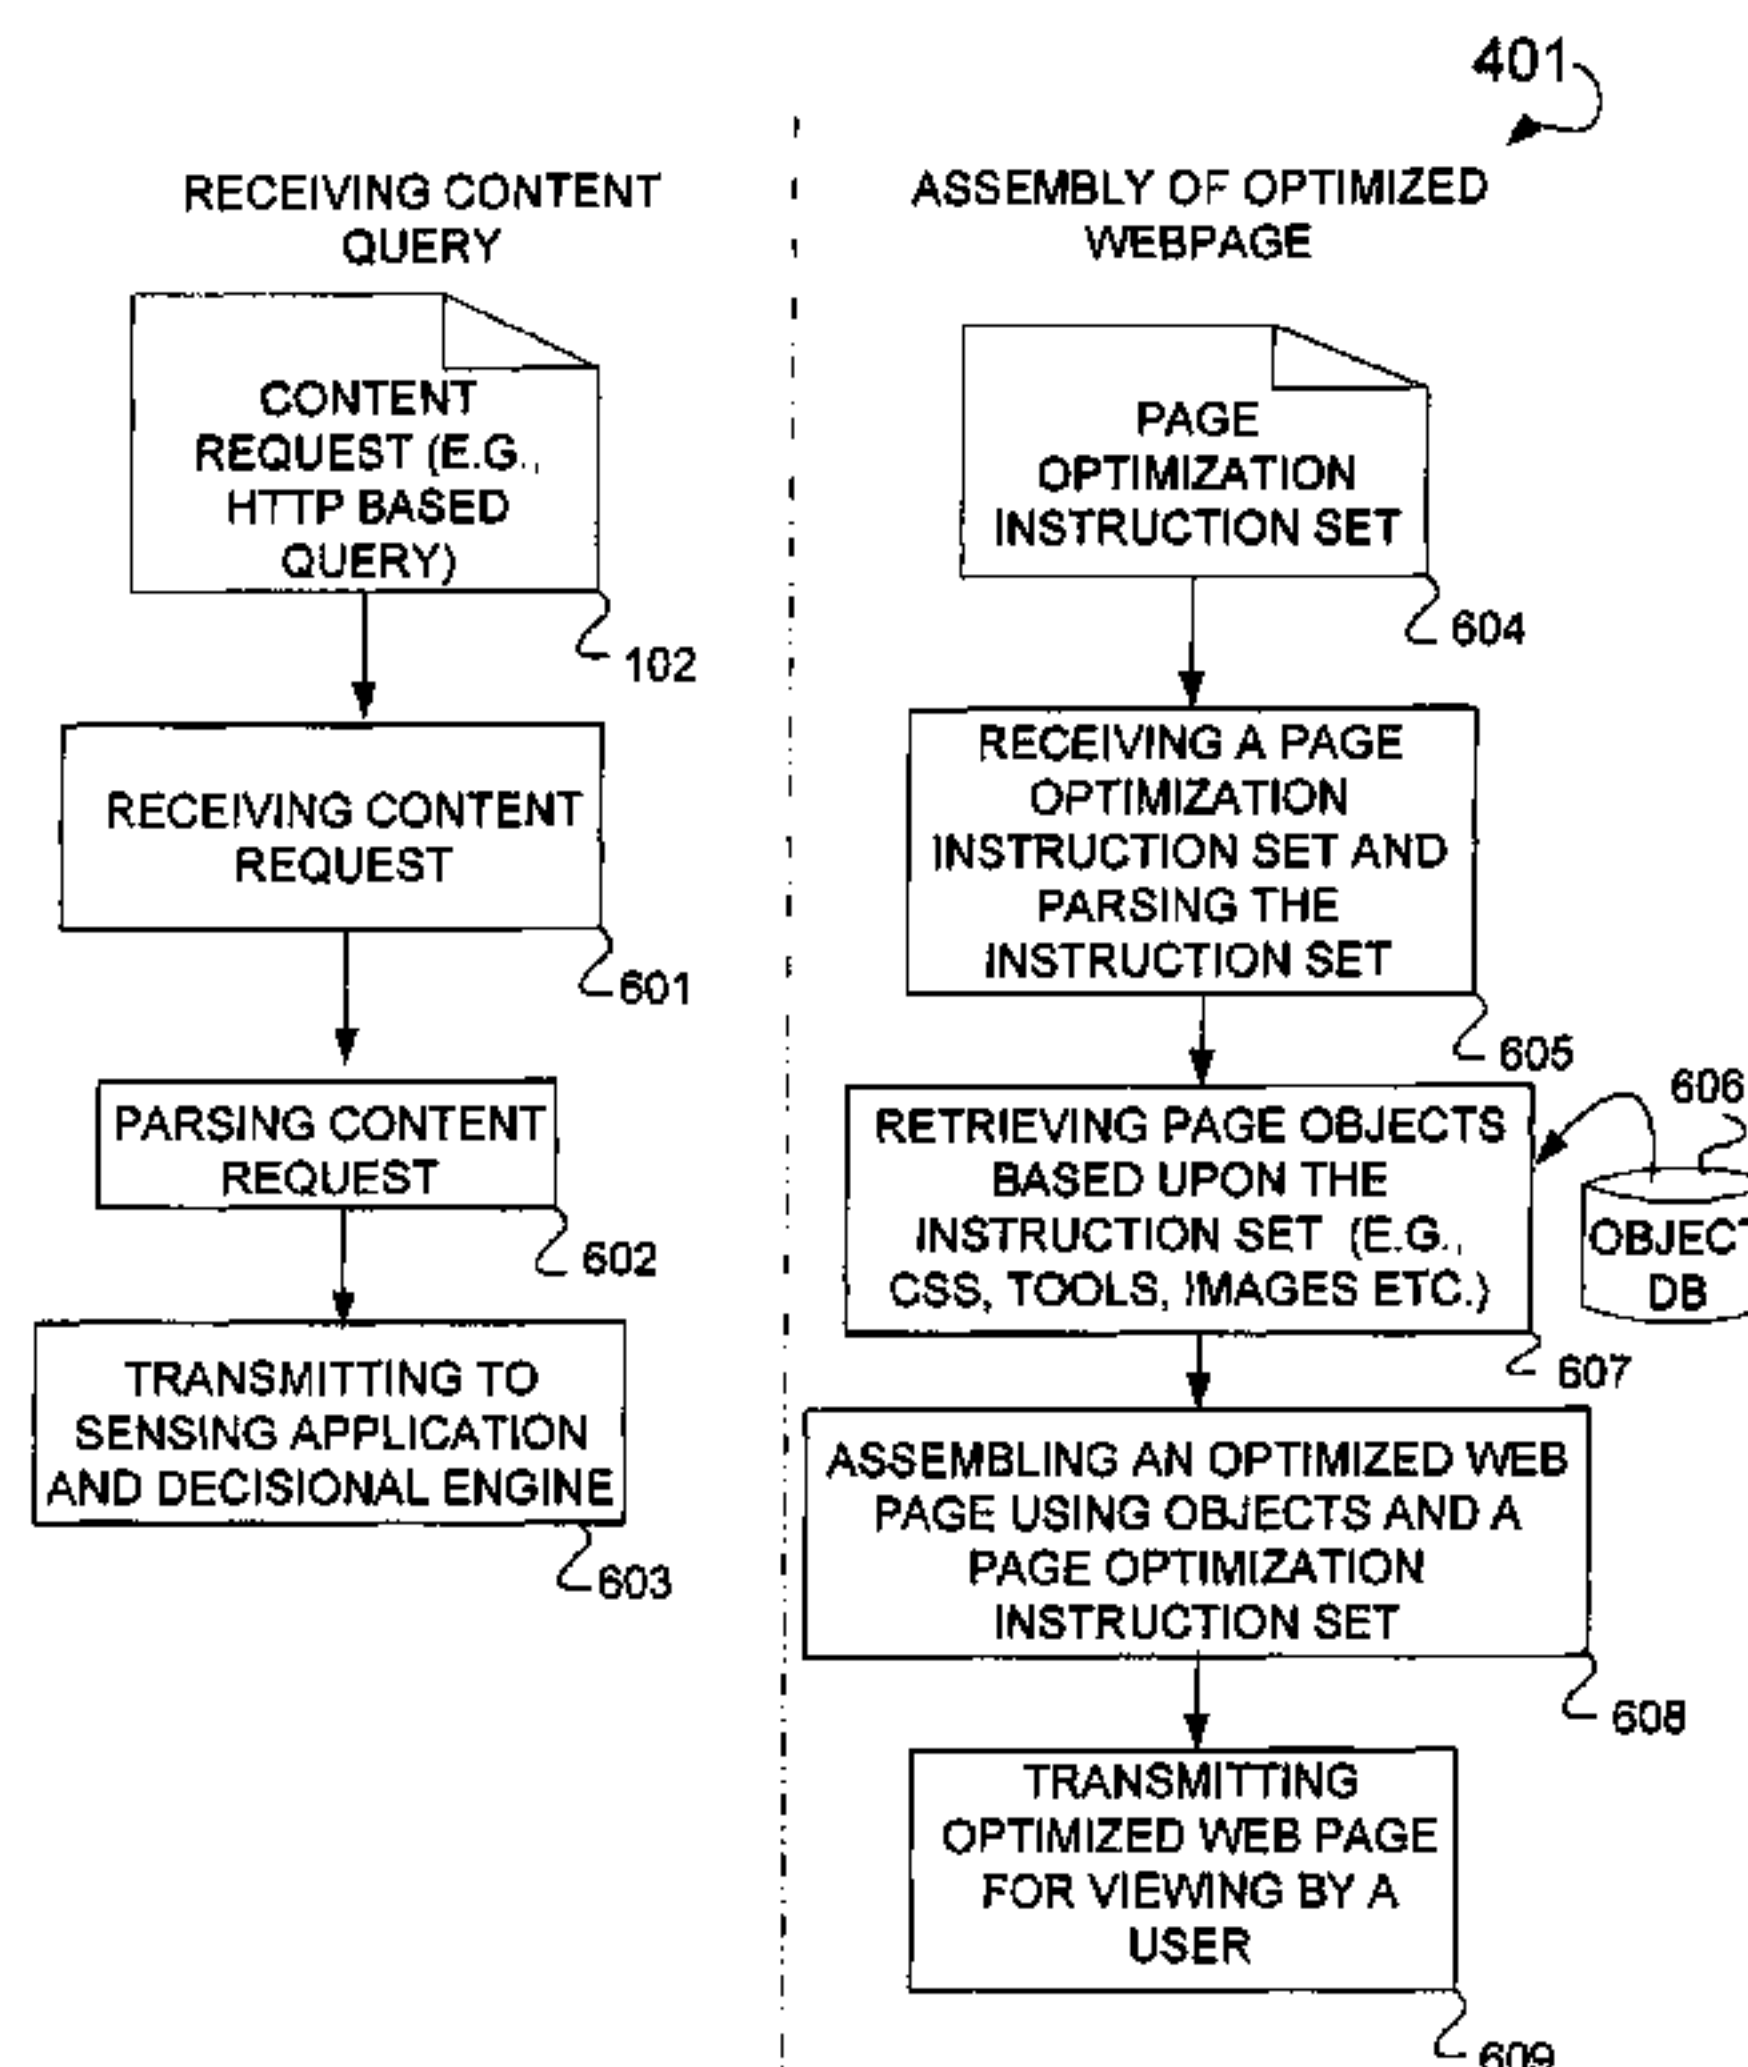 401
RECEIVING CONTENT
QUERY
CONTENT
REQUEST (E.G.,
HTTP BASED
QUERY)
102
RECEIVING CONTENT
REQUEST
601
PARSING CONTENT
REQUEST
602
TRANSMITTING TO
SENSING APPLICATION
AND DECISIONAL ENGINE
603
ASSEMBLY OF OPTIMIZED
WEBPAGE
PAGE
OPTIMIZATION
INSTRUCTION SET
604
RECEIVING A PAGE
OPTIMIZATION
INSTRUCTION SET AND
PARSING THE
INSTRUCTION SET
605
606
RETRIEVING PAGE OBJECTS
BASED UPON THE
INSTRUCTION SET (E.G.,
CSS, TOOLS, IMAGES ETC.)
OBJECT
DB
607
ASSEMBLING AN OPTIMIZED WEB
PAGE USING OBJECTS AND A
PAGE OPTIMIZATION
INSTRUCTION SET
608
TRANSMITTING
OPTIMIZED WEB PAGE
FOR VIEWING BY A
USER
609